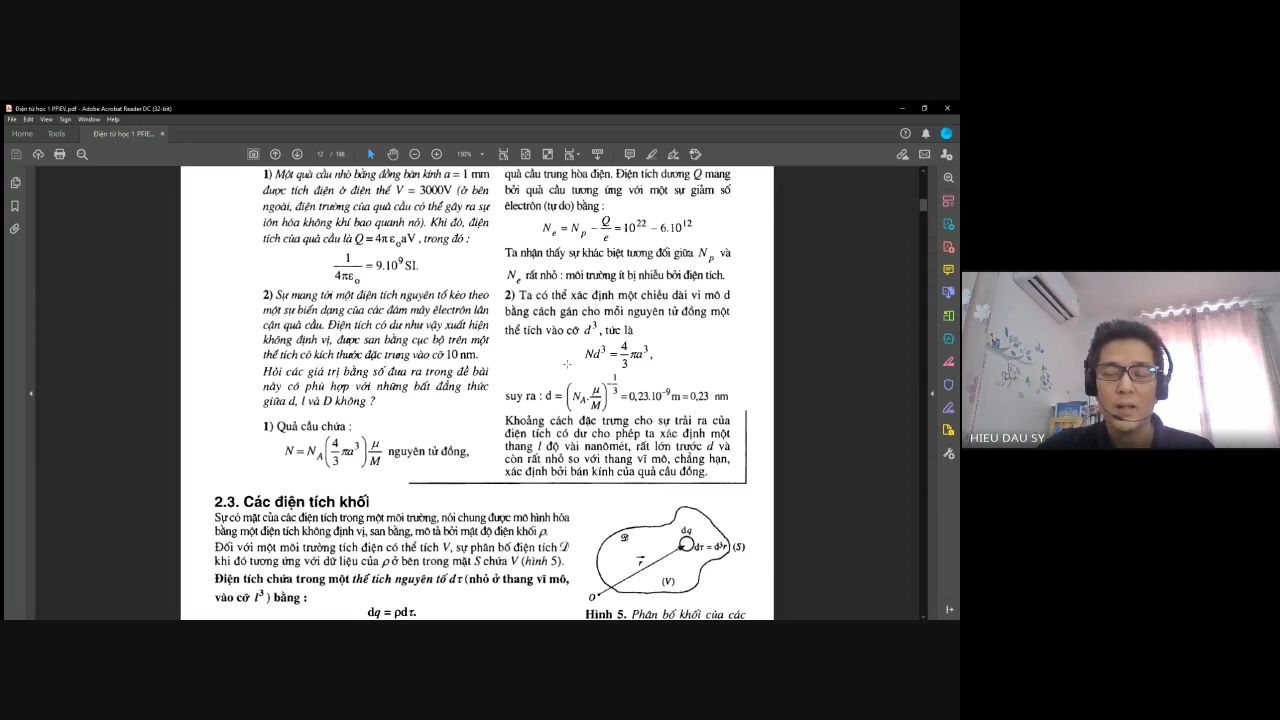 Điện từ học 1 PFIEV.pdf - Adobe Acrobat Reader DC (32-bit)
File Edit View Sign Window Help
Home Tools Điện từ học 1 PFIE... ×
12 / 198 150%
1) Một quả cầu nhỏ bằng đồng bán kính a = 1 mm
được tích điện ở điện thế V = 3000V (ở bên
ngoài, điện trường của quả cầu có thể gây ra sự
iôn hóa không khí bao quanh nó). Khi đó, điện
tích của quả cầu là Q = 4πε₀aV, trong đó :
1/(4πε₀) = 9.10⁹ SI.
2) Sự mang tới một điện tích nguyên tố kéo theo
một sự biến dạng của các đám mây êlectrôn lân
cận quả cầu. Điện tích có dư như vậy xuất hiện
không định vị, được san bằng cục bộ trên một
thể tích có kích thước đặc trưng vào cỡ 10 nm.
Hỏi các giá trị bằng số đưa ra trong đề bài
này có phù hợp với những bất đẳng thức
giữa d, l và D không ?
1) Quả cầu chứa :
N = N_A (4/3 πa³) μ/M nguyên tử đồng,
quả cầu trung hòa điện. Điện tích dương Q mang
bởi quả cầu tương ứng với một sự giảm số
êlectrôn (tự do) bằng :
N_e = N_p − Q/e = 10²² − 6.10¹²
Ta nhận thấy sự khác biệt tương đối giữa N_p và
N_e rất nhỏ : môi trường ít bị nhiễu bởi điện tích.
2) Ta có thể xác định một chiều dài vi mô d
bằng cách gán cho mỗi nguyên tử đồng một
thể tích vào cỡ d³, tức là
Nd³ = 4/3 πa³,
suy ra : d = (N_A . μ/M)^(−1/3) = 0,23.10⁻⁹ m = 0,23 nm
Khoảng cách đặc trưng cho sự trải ra của
điện tích có dư cho phép ta xác định một
thang l độ vài nanômét, rất lớn trước d và
còn rất nhỏ so với thang vĩ mô, chẳng hạn,
xác định bởi bán kính của quả cầu đồng.
2.3. Các điện tích khối
Sự có mặt của các điện tích trong một môi trường, nói chung được mô hình hóa
bằng một điện tích không định vị, san bằng, mô tả bởi mật độ điện khối ρ.
Đối với một môi trường tích điện có thể tích V, sự phân bố điện tích 𝒟
khi đó tương ứng với dữ liệu của ρ ở bên trong mặt S chứa V (hình 5).
Điện tích chứa trong một thể tích nguyên tố dτ (nhỏ ở thang vĩ mô,
vào cỡ l³) bằng :
dq = ρdτ.
𝒟
dq
dτ = d³r
(S)
r
(V)
O
Hình 5. Phân bố khối của các
HIEU DAU SY